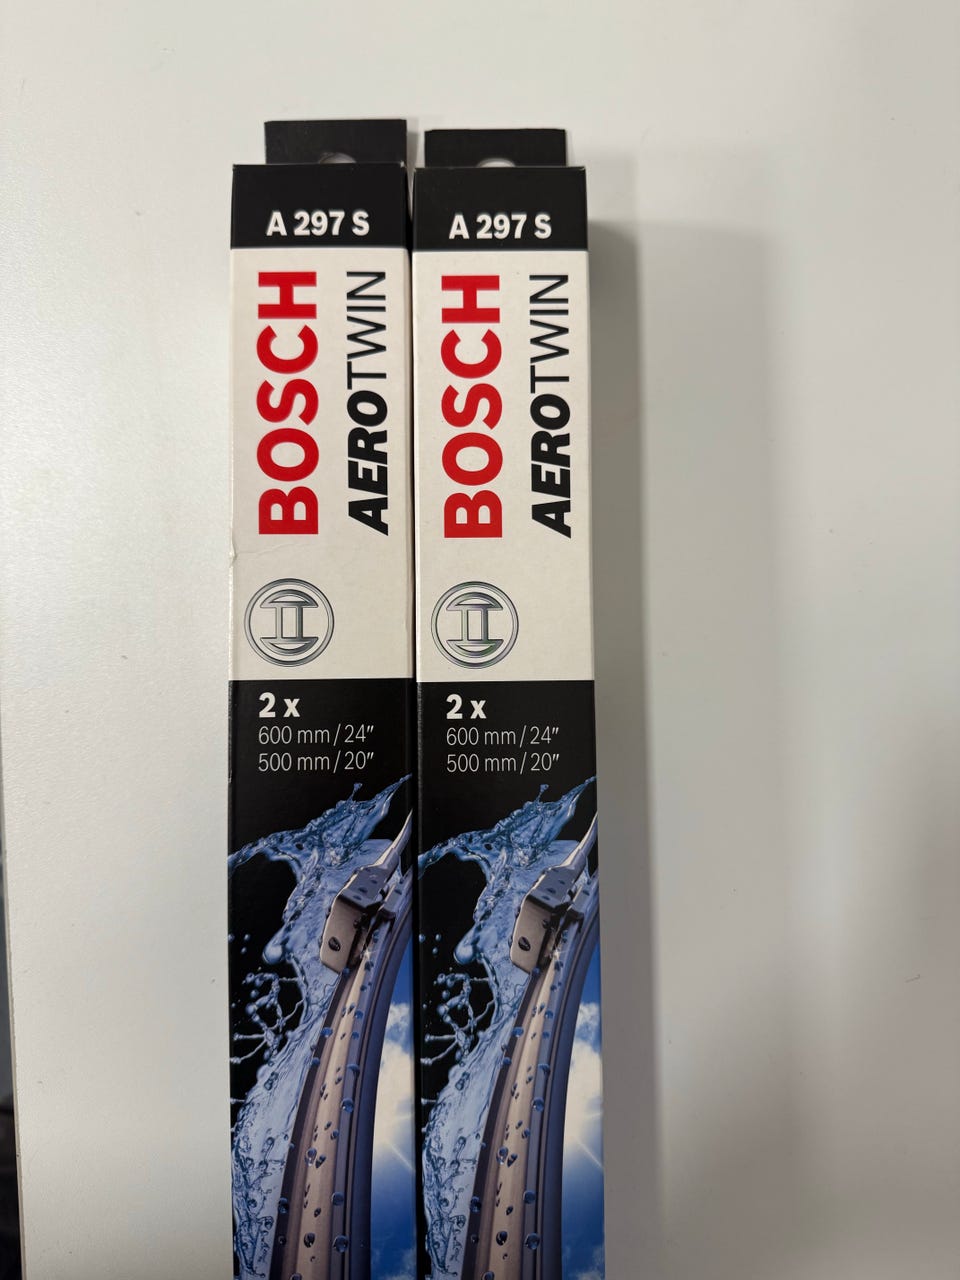 A 297 S
BOSCH
AEROTWIN
2 x
600 mm / 24"
500 mm / 20"
A 297 S
BOSCH
AEROTWIN
2 x
600 mm / 24"
500 mm / 20"